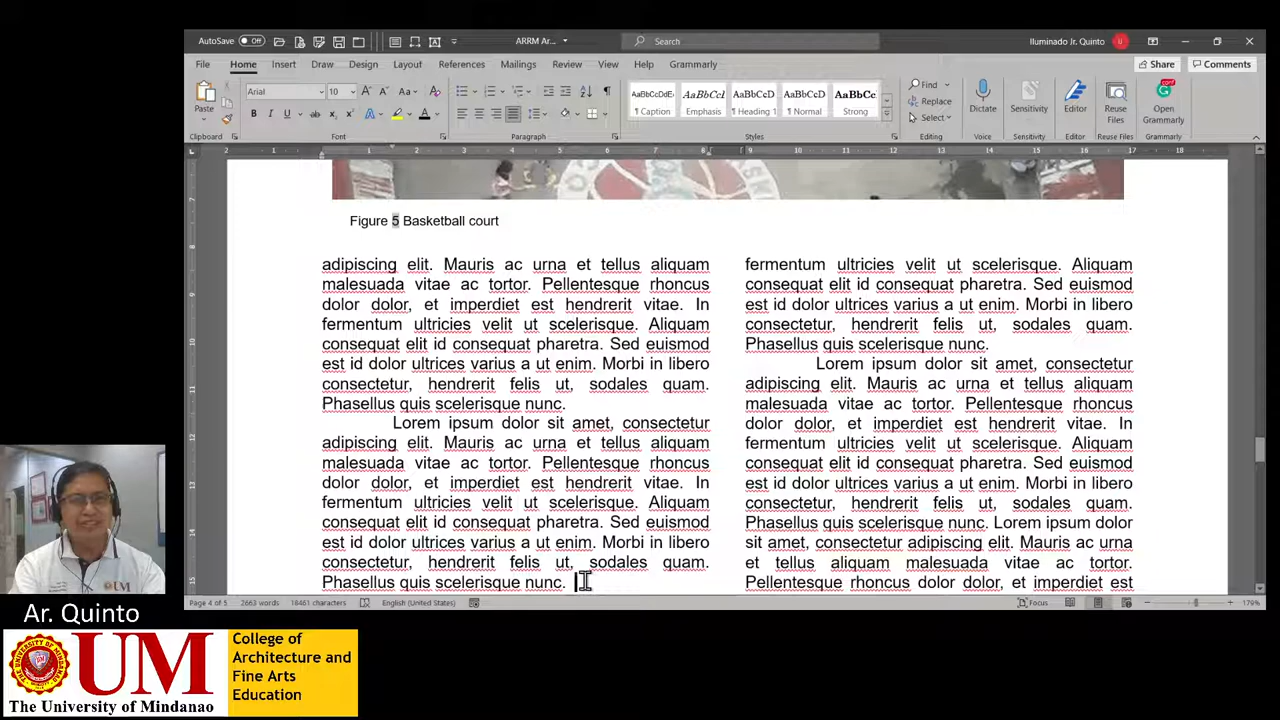 AutoSave Off
ARRM Ar...
Search
Iluminado Jr. Quinto
File Home Insert Draw Design Layout References Mailings Review View Help Grammarly
Share Comments
Paste
Arial 10
AaBbCcDdEe AaBbCcI AaBbCcD AaBbCcD AaBbCc
¶ Caption Emphasis ¶ Heading 1 ¶ Normal Strong
Find
Replace
Select
Dictate Sensitivity Editor Reuse Files Open Grammarly
Clipboard Font Paragraph Styles Editing Voice Sensitivity Editor Reuse Files Grammarly
Figure 5 Basketball court
adipiscing elit. Mauris ac urna et tellus aliquam
malesuada vitae ac tortor. Pellentesque rhoncus
dolor dolor, et imperdiet est hendrerit vitae. In
fermentum ultricies velit ut scelerisque. Aliquam
consequat elit id consequat pharetra. Sed euismod
est id dolor ultrices varius a ut enim. Morbi in libero
consectetur, hendrerit felis ut, sodales quam.
Phasellus quis scelerisque nunc.
Lorem ipsum dolor sit amet, consectetur
adipiscing elit. Mauris ac urna et tellus aliquam
malesuada vitae ac tortor. Pellentesque rhoncus
dolor dolor, et imperdiet est hendrerit vitae. In
fermentum ultricies velit ut scelerisque. Aliquam
consequat elit id consequat pharetra. Sed euismod
est id dolor ultrices varius a ut enim. Morbi in libero
consectetur, hendrerit felis ut, sodales quam.
Phasellus quis scelerisque nunc.
fermentum ultricies velit ut scelerisque. Aliquam
consequat elit id consequat pharetra. Sed euismod
est id dolor ultrices varius a ut enim. Morbi in libero
consectetur, hendrerit felis ut, sodales quam.
Phasellus quis scelerisque nunc.
Lorem ipsum dolor sit amet, consectetur
adipiscing elit. Mauris ac urna et tellus aliquam
malesuada vitae ac tortor. Pellentesque rhoncus
dolor dolor, et imperdiet est hendrerit vitae. In
fermentum ultricies velit ut scelerisque. Aliquam
consequat elit id consequat pharetra. Sed euismod
est id dolor ultrices varius a ut enim. Morbi in libero
consectetur, hendrerit felis ut, sodales quam.
Phasellus quis scelerisque nunc. Lorem ipsum dolor
sit amet, consectetur adipiscing elit. Mauris ac urna
et tellus aliquam malesuada vitae ac tortor.
Pellentesque rhoncus dolor dolor, et imperdiet est
Page 4 of 5 2663 words 18461 characters English (United States) Focus 179%
Ar. Quinto
UM
The University of Mindanao
College of
Architecture and
Fine Arts
Education